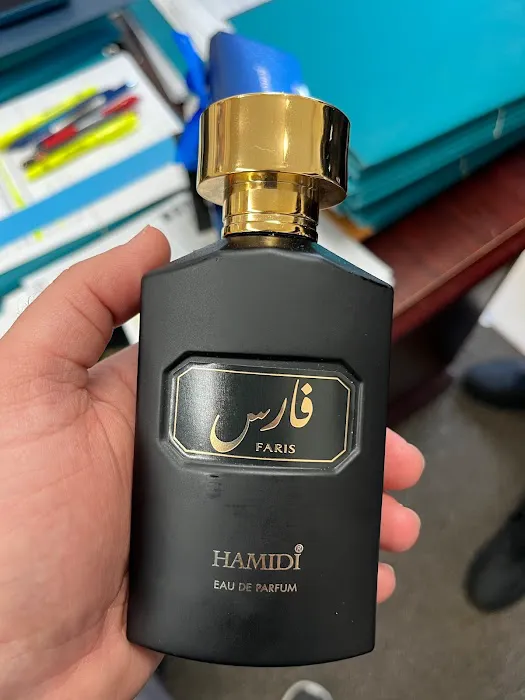 فارس
FARIS
HAMIDI®
EAU DE PARFUM